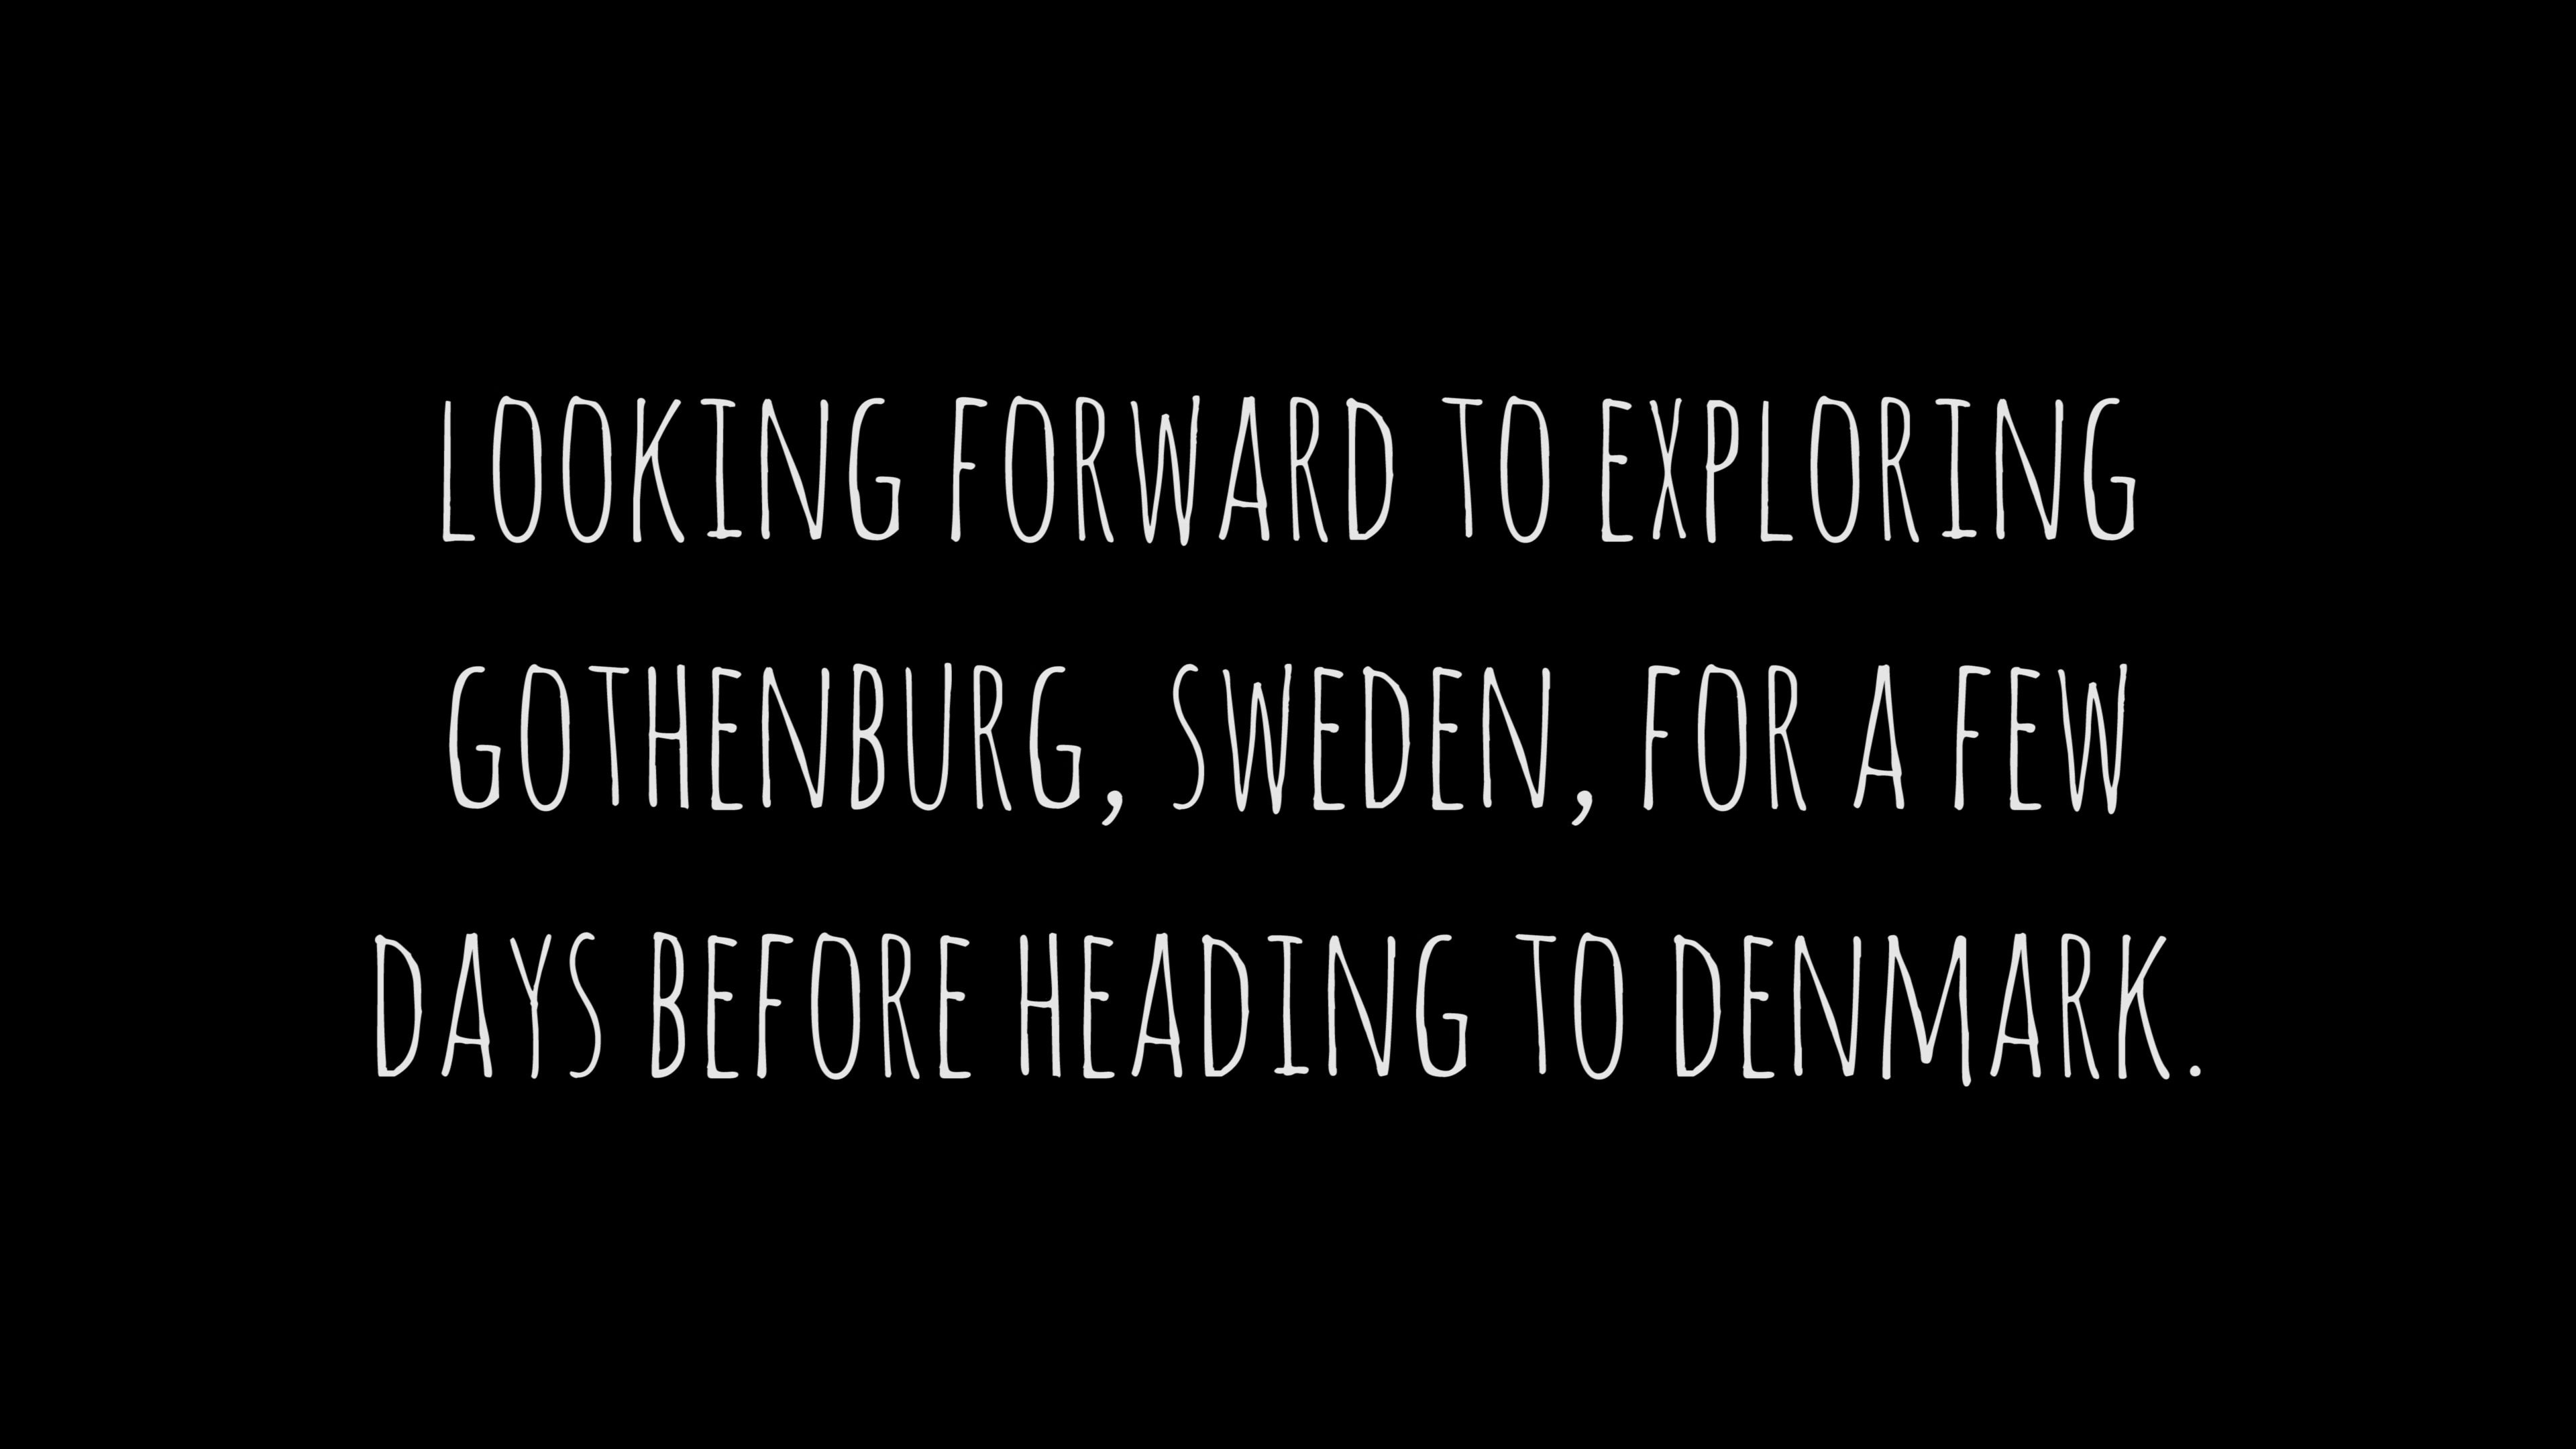 LOOKING FORWARD TO EXPLORING
GOTHENBURG, SWEDEN, FOR A FEW
DAYS BEFORE HEADING TO DENMARK.